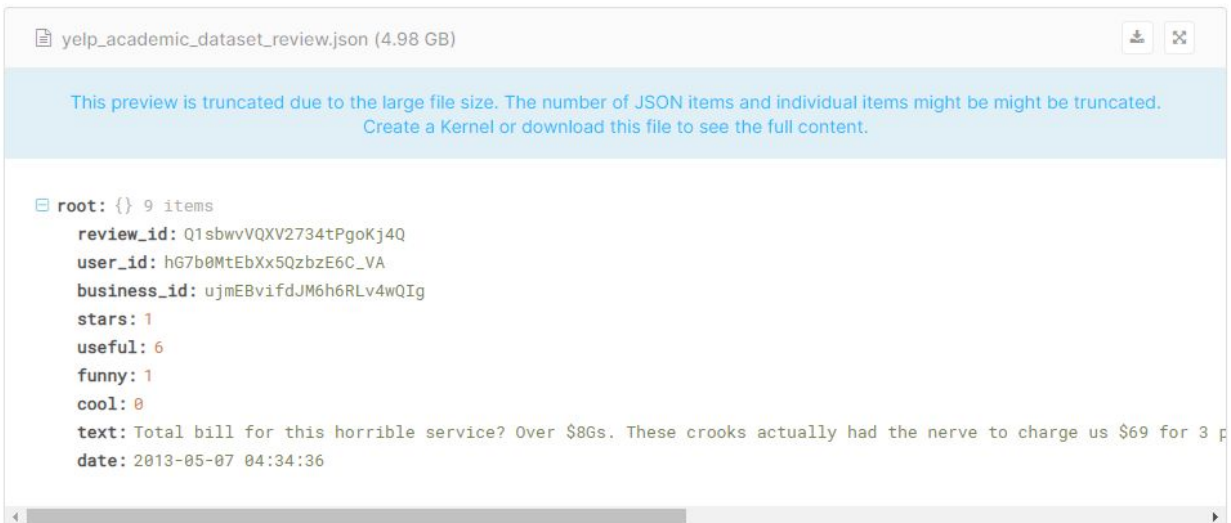 yelp_academic_dataset_review.json (4.98 GB)
This preview is truncated due to the large file size. The number of JSON items and individual items might be might be truncated.
Create a Kernel or download this file to see the full content.
root: {} 9 items
review_id: Q1sbwvVQXV2734tPgoKj4Q
user_id: hG7b0MtEbXx5QzbzE6C_VA
business_id: ujmEBvifdJM6h6RLv4wQIg
stars: 1
useful: 6
funny: 1
cool: 0
text: Total bill for this horrible service? Over $8Gs. These crooks actually had the nerve to charge us $69 for 3 p
date: 2013-05-07 04:34:36